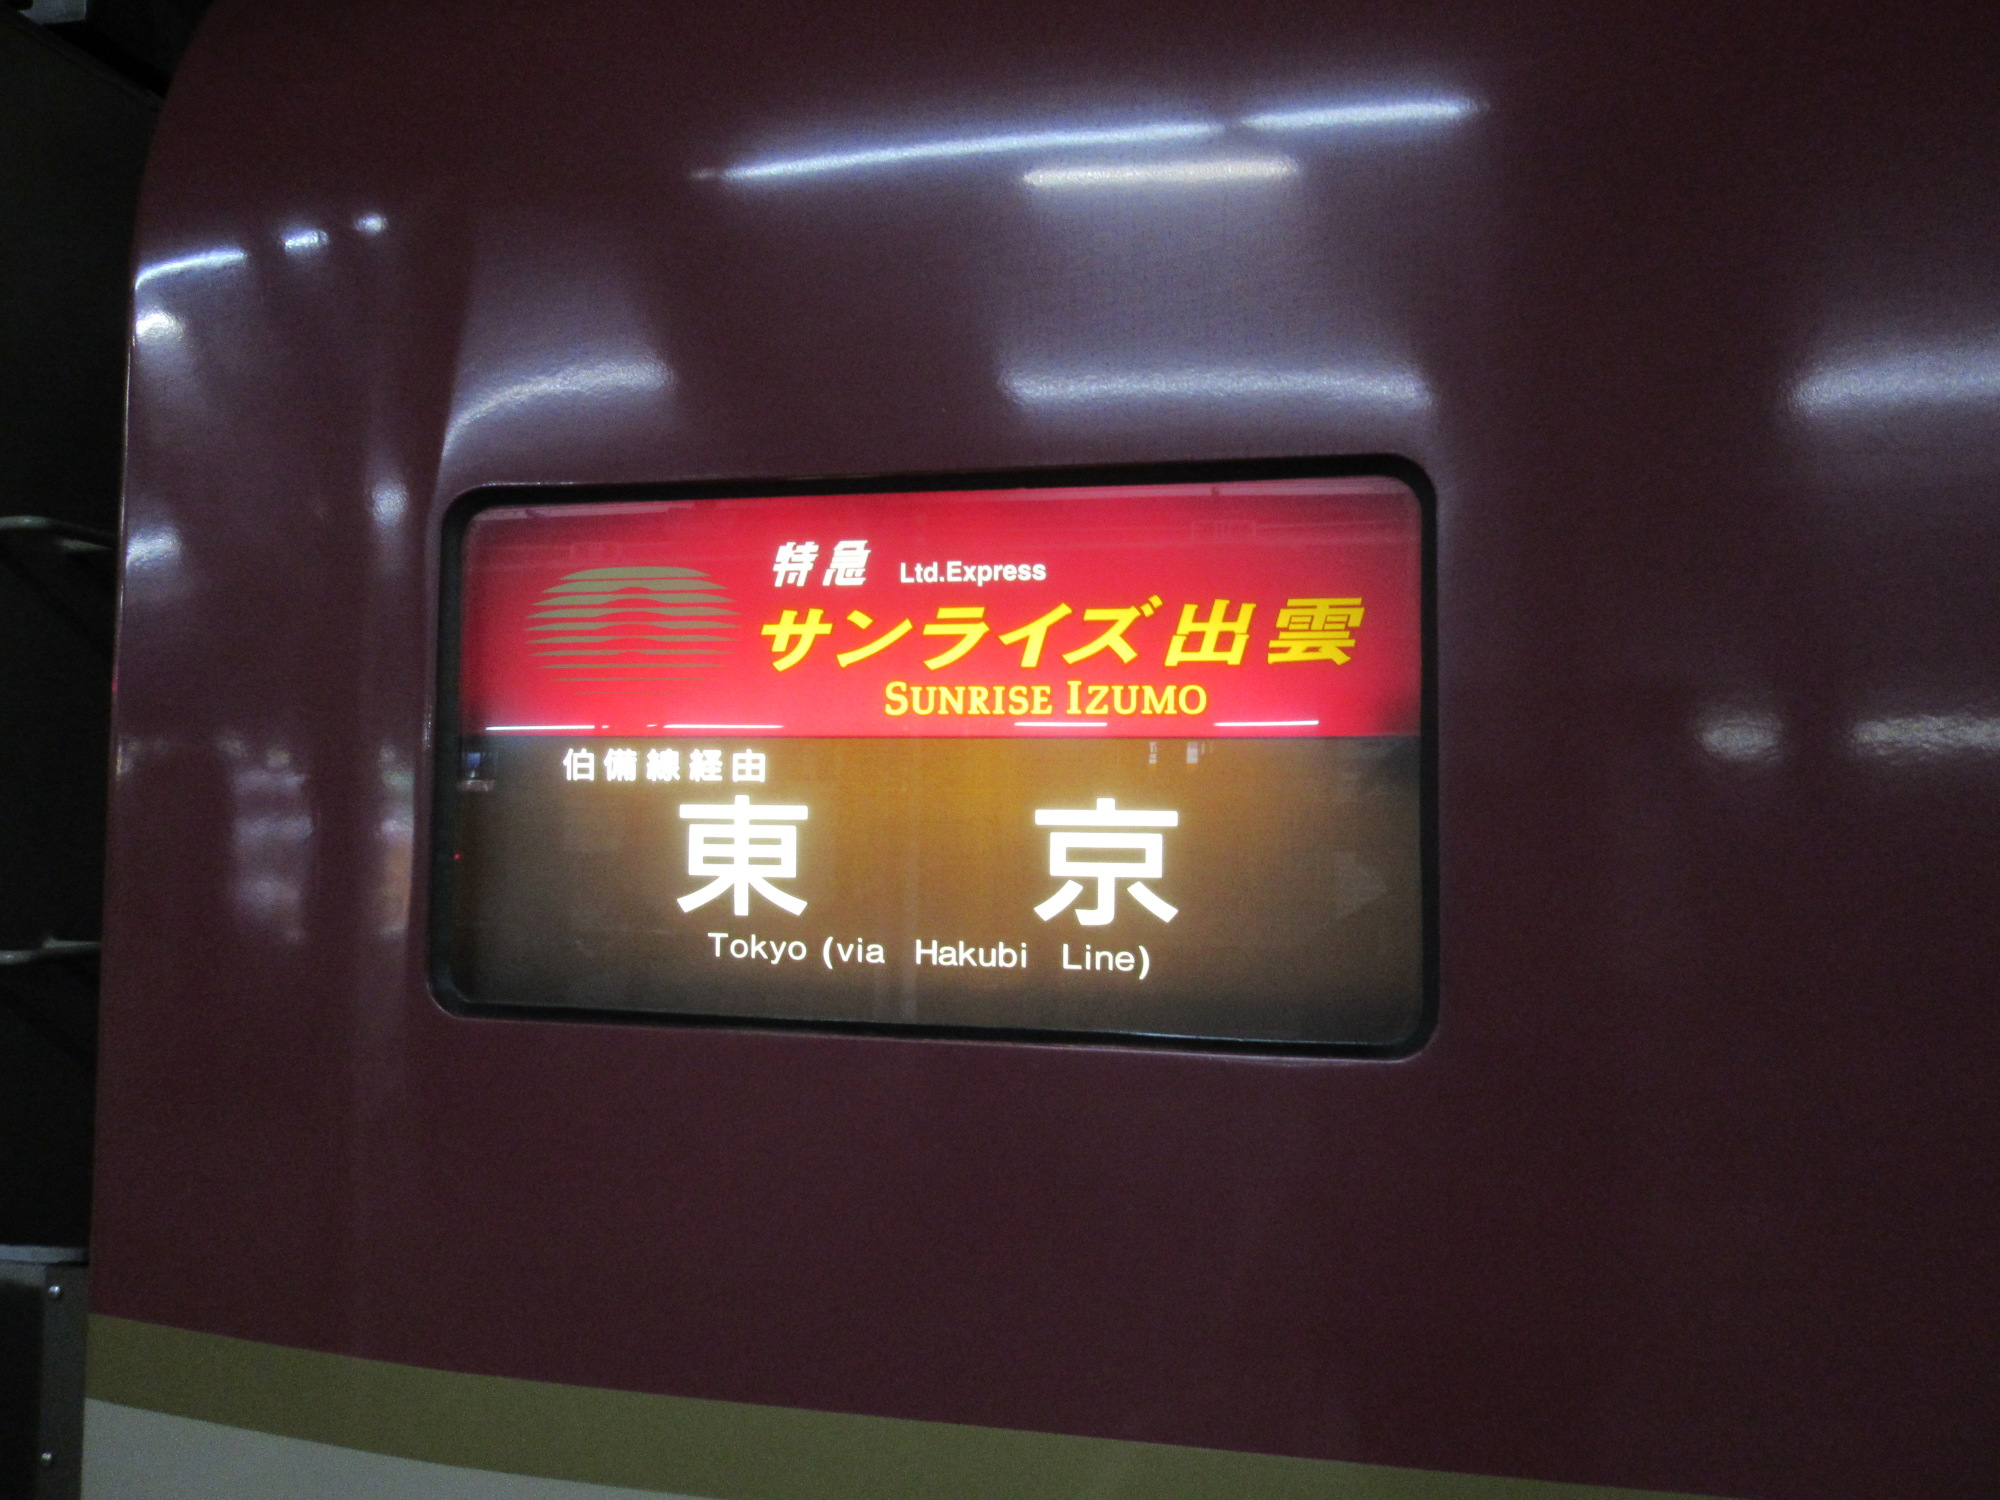 特急 Ltd.Express
サンライズ出雲
SUNRISE IZUMO
伯備線経由
東京
Tokyo (via Hakubi Line)